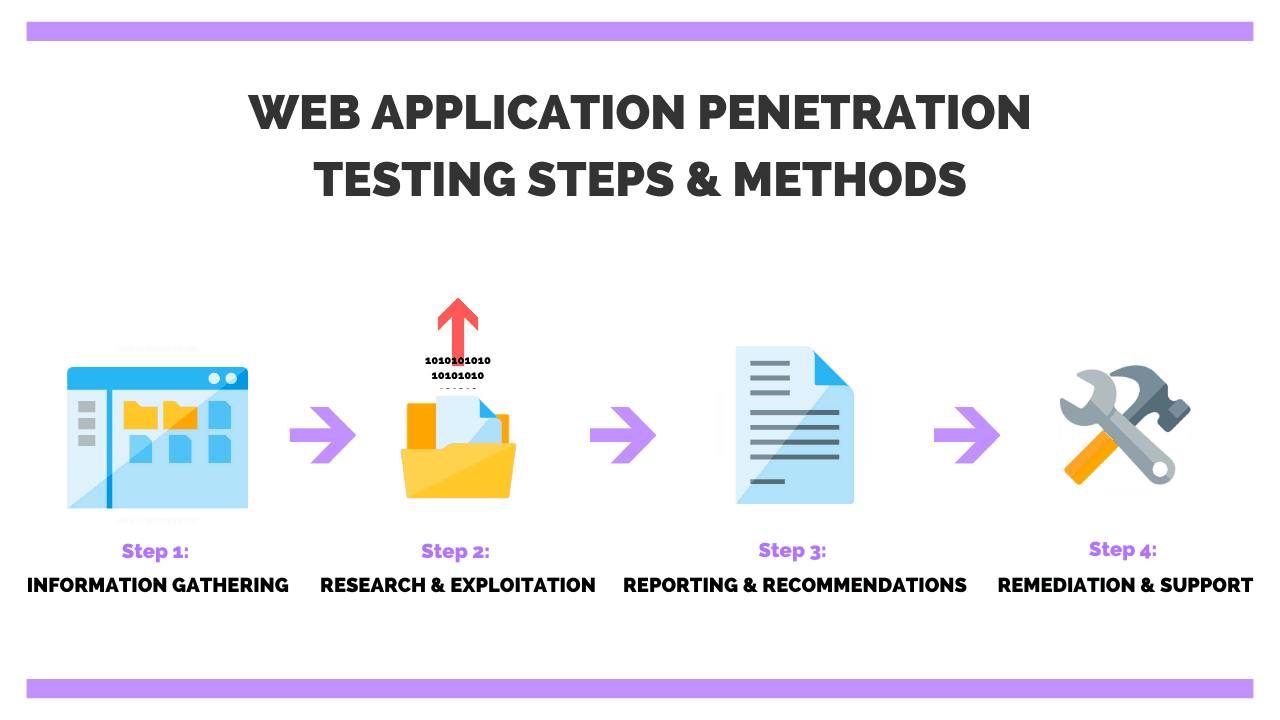 WEB APPLICATION PENETRATION
TESTING STEPS & METHODS
1010101010
10101010
Step 1:
INFORMATION GATHERING
Step 2:
RESEARCH & EXPLOITATION
Step 3:
REPORTING & RECOMMENDATIONS
Step 4:
REMEDIATION & SUPPORT